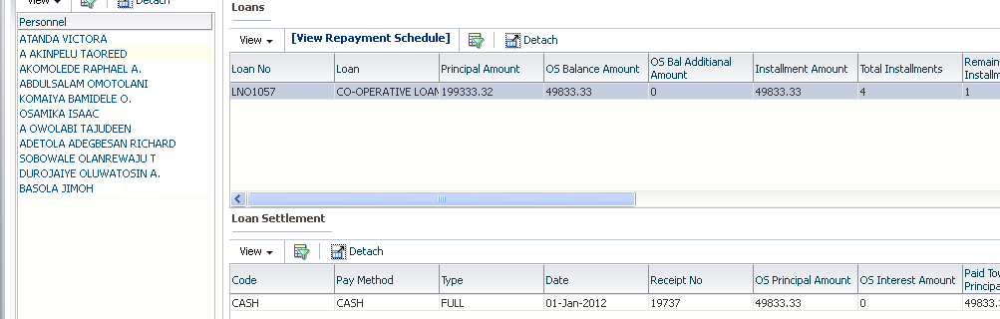 View Detach
Personnel
ATANDA VICTORA
A AKINPELU TAOREED
AKOMOLEDE RAPHAEL A.
ABDULSALAM OMOTOLANI
KOMAIYA BAMIDELE O.
OSAMIKA ISAAC
A OWOLABI TAJUDEEN
ADETOLA ADEGBESAN RICHARD
SOBOWALE OLANREWAJU T
DUROJAIYE OLUWATOSIN A.
BASOLA JIMOH
Loans
View [View Repayment Schedule] Detach
Loan No Loan Principal Amount OS Balance Amount OS Bal Additianal Amount Installment Amount Total Installments Remain Installm
LNO1057 CO-OPERATIVE LOAN 199333.32 49833.33 0 49833.33 4 1
Loan Settlement
View Detach
Code Pay Method Type Date Receipt No OS Principal Amount OS Interest Amount Paid Tow Principa
CASH CASH FULL 01-Jan-2012 19737 49833.33 0 49833.